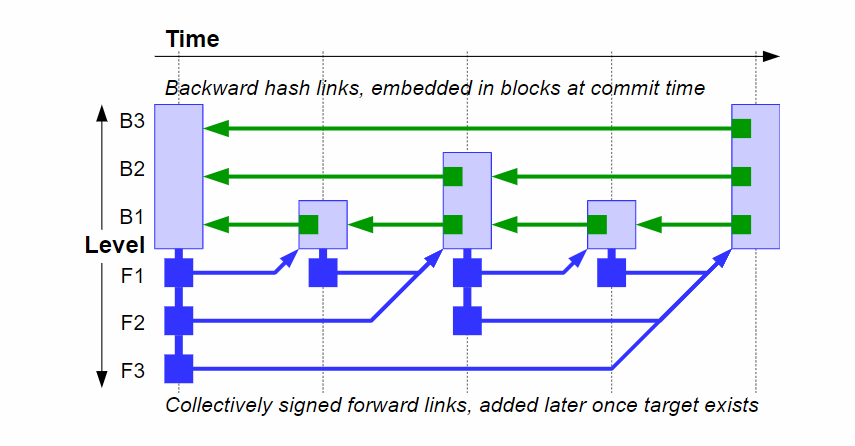 Time
Backward hash links, embedded in blocks at commit time
B3
B2
B1
Level
F1
F2
F3
Collectively signed forward links, added later once target exists